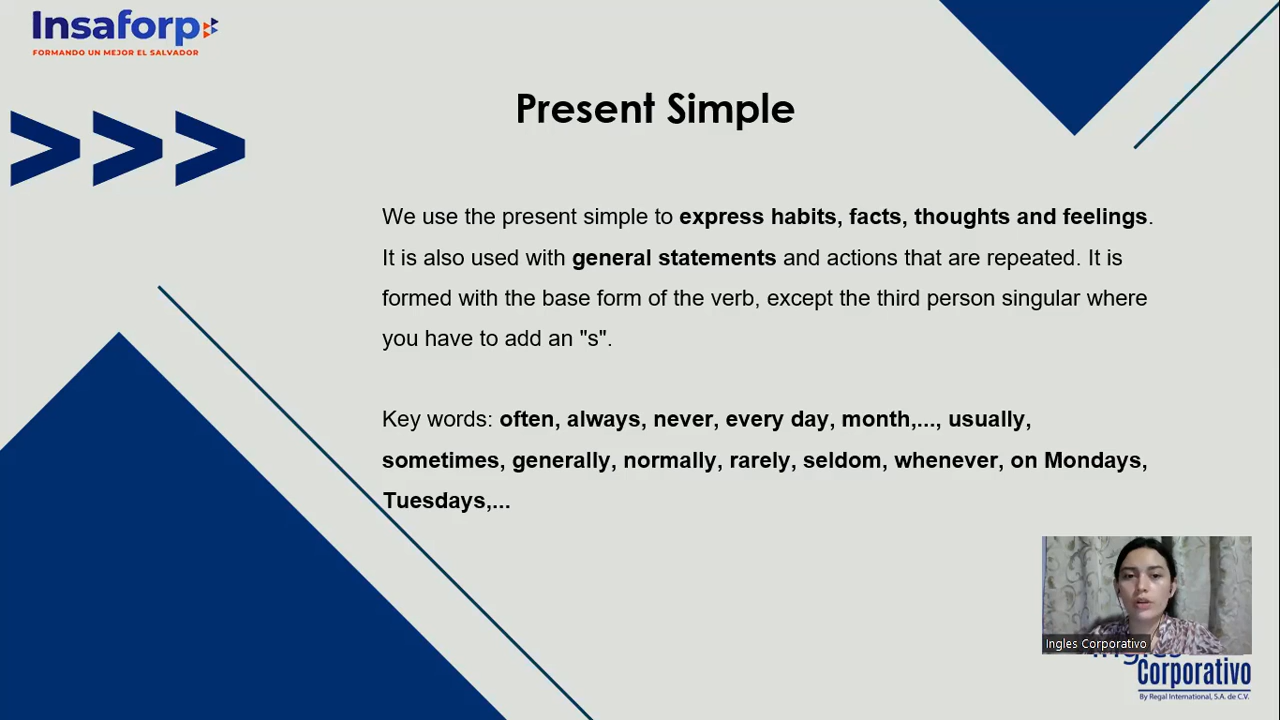 Insaforp
FORMANDO UN MEJOR EL SALVADOR
>>>
Present Simple
We use the present simple to express habits, facts, thoughts and feelings.
It is also used with general statements and actions that are repeated. It is
formed with the base form of the verb, except the third person singular where
you have to add an "s".
Key words: often, always, never, every day, month,..., usually,
sometimes, generally, normally, rarely, seldom, whenever, on Mondays,
Tuesdays,...
Ingles Corporativo
Corporativo
By Regal International, S.A. de C.V.